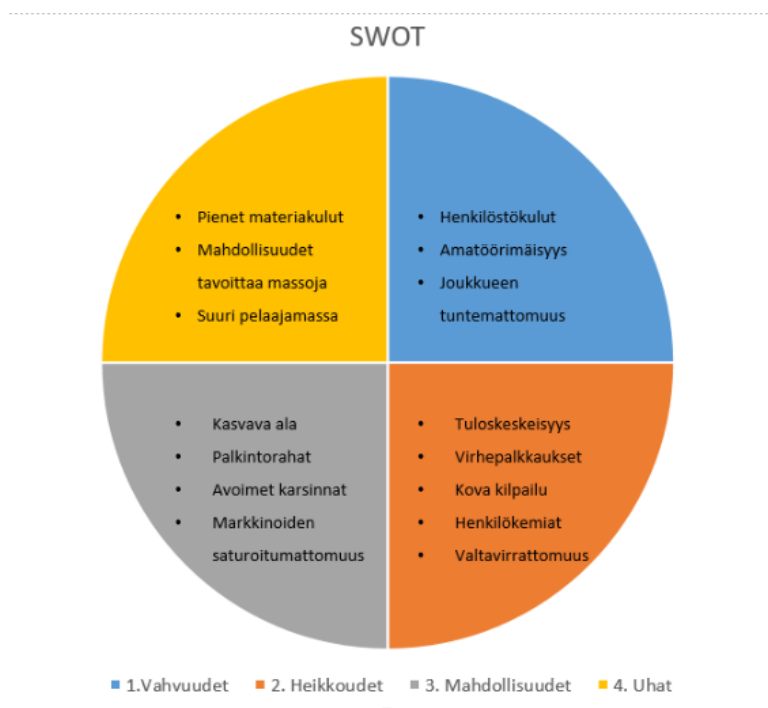 SWOT
• Pienet materiakulut
• Mahdollisuudet
tavoittaa massoja
• Suuri pelaajamassa
• Henkilöstökulut
• Amatöörimäisyys
• Joukkueen
tuntemattomuus
• Kasvava ala
• Palkintorahat
• Avoimet karsinnat
• Markkinoiden
saturoitumattomuus
• Tuloskeskeisyys
• Virhepalkkaukset
• Kova kilpailu
• Henkilökemiat
• Valtavirrattomuus
1.Vahvuudet 2. Heikkoudet 3. Mahdollisuudet 4. Uhat